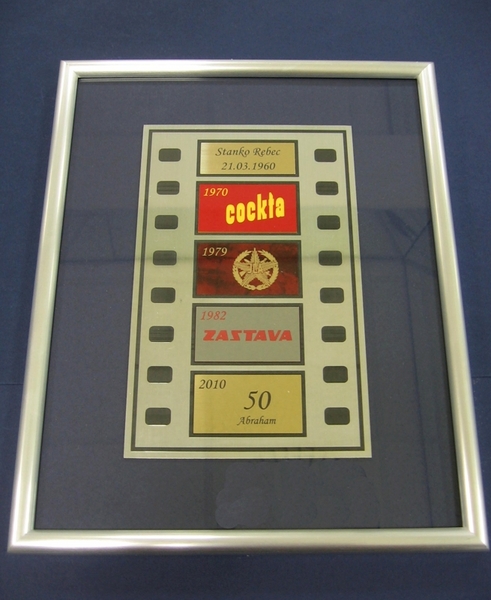 Stanko Rebec
21.03.1960
1970
cockta
1979
1982
ZASTAVA
2010
50
Abraham